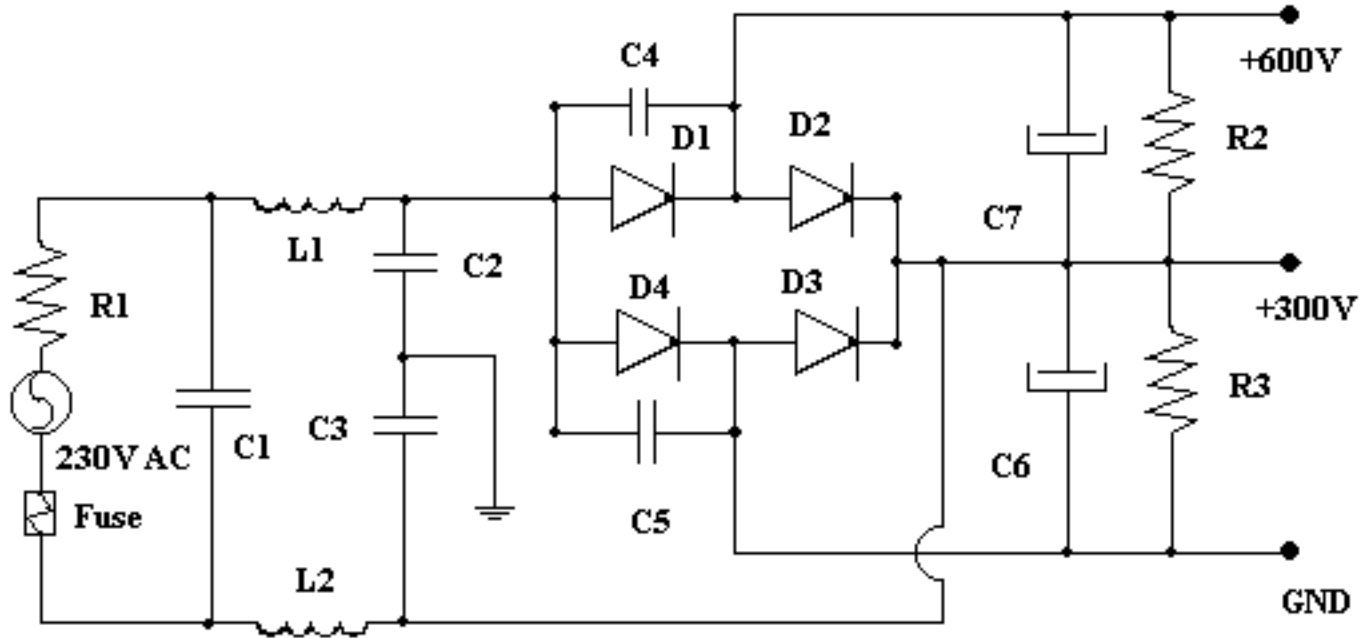 C4
+600V
D1
D2
R2
C7
L1
C2
R1
D4
D3
+300V
C3
R3
230V AC
C1
C6
Fuse
C5
L2
GND